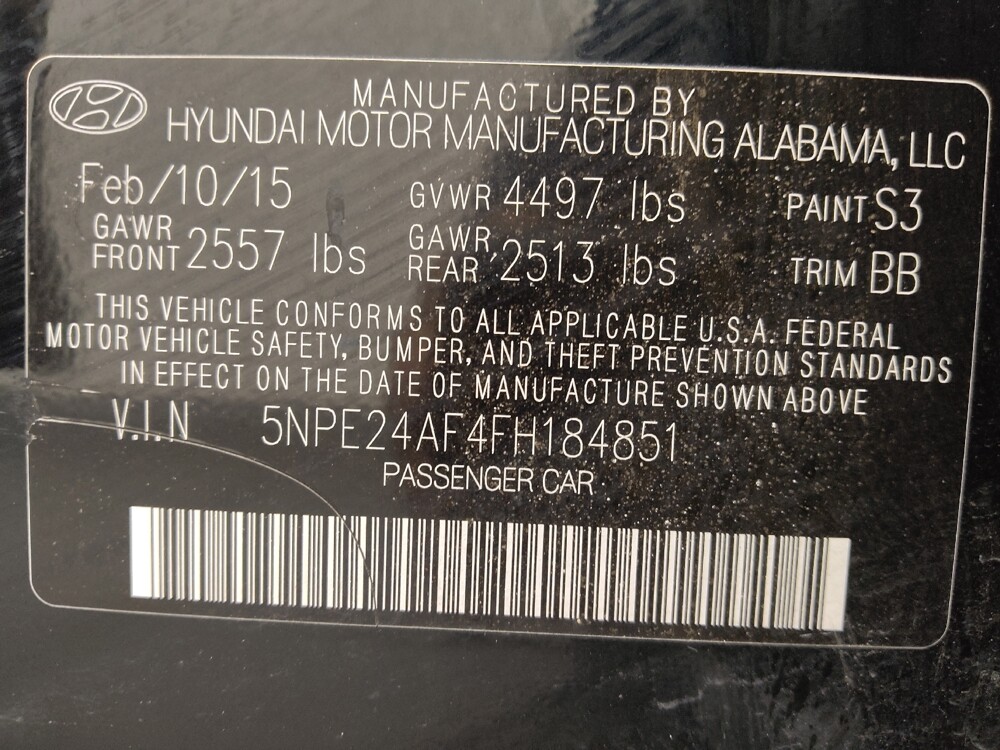 MANUFACTURED BY
HYUNDAI MOTOR MANUFACTURING ALABAMA, LLC
Feb/10/15 GVWR 4497 lbs PAINT S3
GAWR FRONT 2557 lbs GAWR REAR 2513 lbs TRIM BB
THIS VEHICLE CONFORMS TO ALL APPLICABLE U.S.A. FEDERAL
MOTOR VEHICLE SAFETY, BUMPER, AND THEFT PREVENTION STANDARDS
IN EFFECT ON THE DATE OF MANUFACTURE SHOWN ABOVE
V.I.N 5NPE24AF4FH184851
PASSENGER CAR